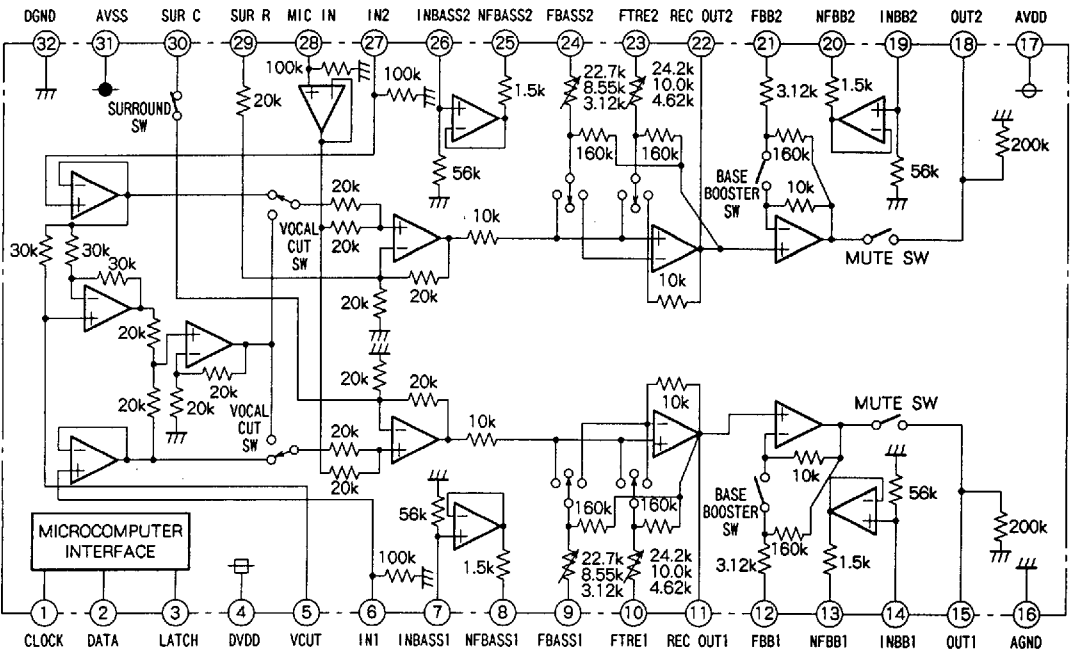 DGND AVSS SUR C SUR R MIC IN IN2 INBASS2 NFBASS2 FBASS2 FTRE2 REC OUT2 FBB2 NFBB2 INBB2 OUT2 AVDD
32 31 30 29 28 27 26 25 24 23 22 21 20 19 18 17
100k
100k
20k
1.5k
22.7k
8.55k
3.12k
24.2k
10.0k
4.62k
3.12k
1.5k
SURROUND
SW
56k
160k
160k
160k
56k
200k
BASE
BOOSTER
SW
10k
20k
20k
VOCAL
CUT
SW
10k
MUTE SW
30k
30k
30k
20k
20k
10k
20k
20k
20k
20k
20k
20k
20k
VOCAL
CUT
SW
20k
20k
10k
10k
MUTE SW
10k
56k
1.5k
160k
160k
22.7k
8.55k
3.12k
24.2k
10.0k
4.62k
BASE
BOOSTER
SW
3.12k
160k
1.5k
56k
200k
100k
MICROCOMPUTER
INTERFACE
1 2 3 4 5 6 7 8 9 10 11 12 13 14 15 16
CLOCK DATA LATCH DVDD VCUT IN1 INBASS1 NFBASS1 FBASS1 FTRE1 REC OUT1 FBB1 NFBB1 INBB1 OUT1 AGND